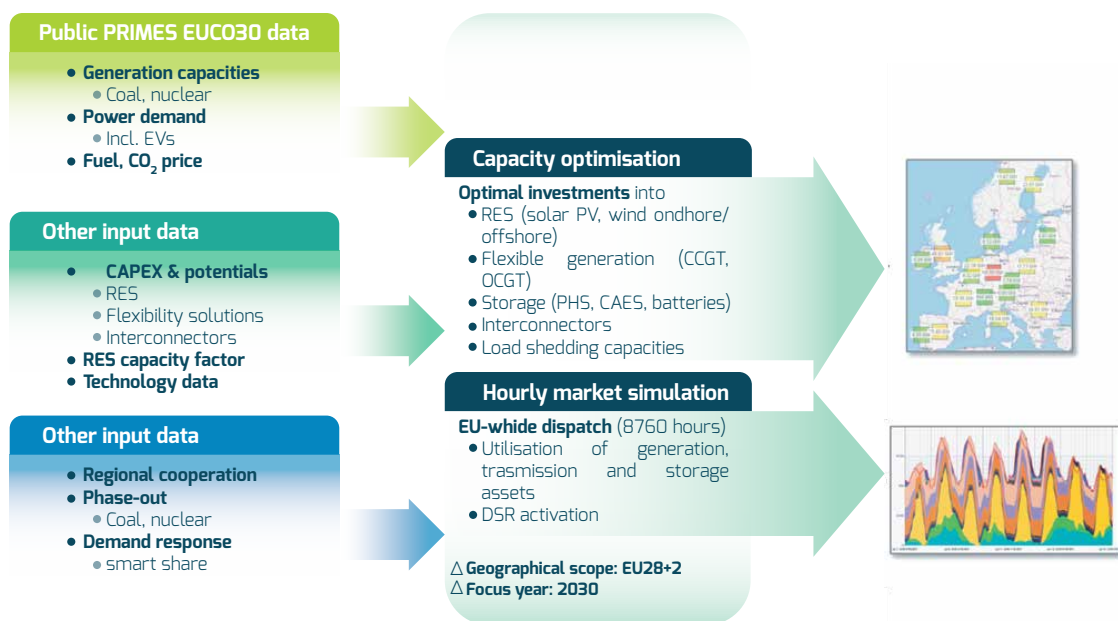 Public PRIMES EUCO30 data
• Generation capacities
• Coal, nuclear
• Power demand
• Incl. EVs
• Fuel, CO₂ price
Other input data
• CAPEX & potentials
• RES
• Flexibility solutions
• Interconnectors
• RES capacity factor
• Technology data
Other input data
• Regional cooperation
• Phase-out
• Coal, nuclear
• Demand response
• smart share
Capacity optimisation
Optimal investments into
• RES (solar PV, wind ondhore/
offshore)
• Flexible generation (CCGT,
OCGT)
• Storage (PHS, CAES, batteries)
• Interconnectors
• Load shedding capacities
Hourly market simulation
EU-whide dispatch (8760 hours)
• Utilisation of generation,
trasmission and storage
assets
• DSR activation
△ Geographical scope: EU28+2
△ Focus year: 2030